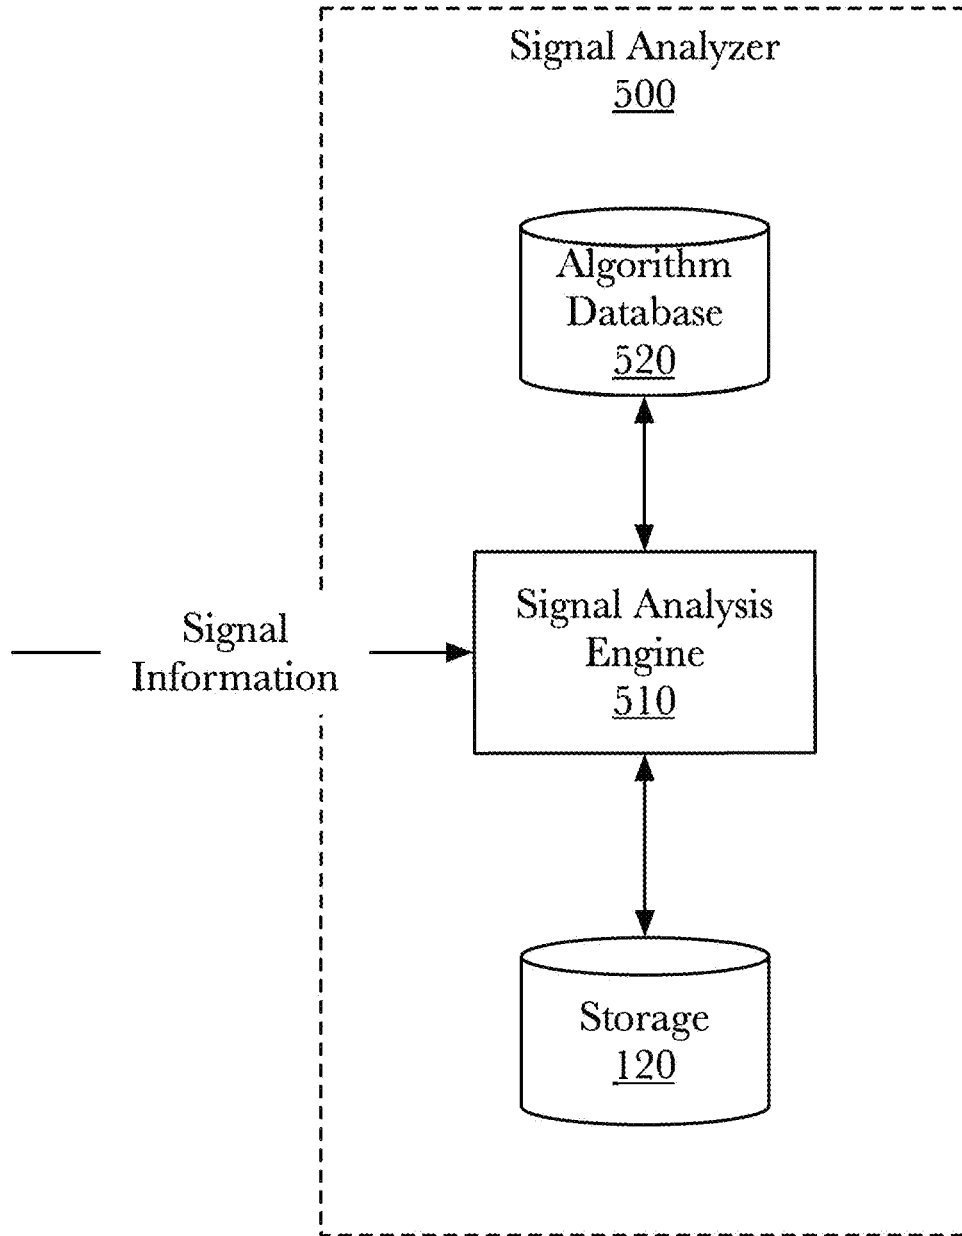 Signal Analyzer
500
Algorithm
Database
520
Signal
Information
Signal Analysis
Engine
510
Storage
120